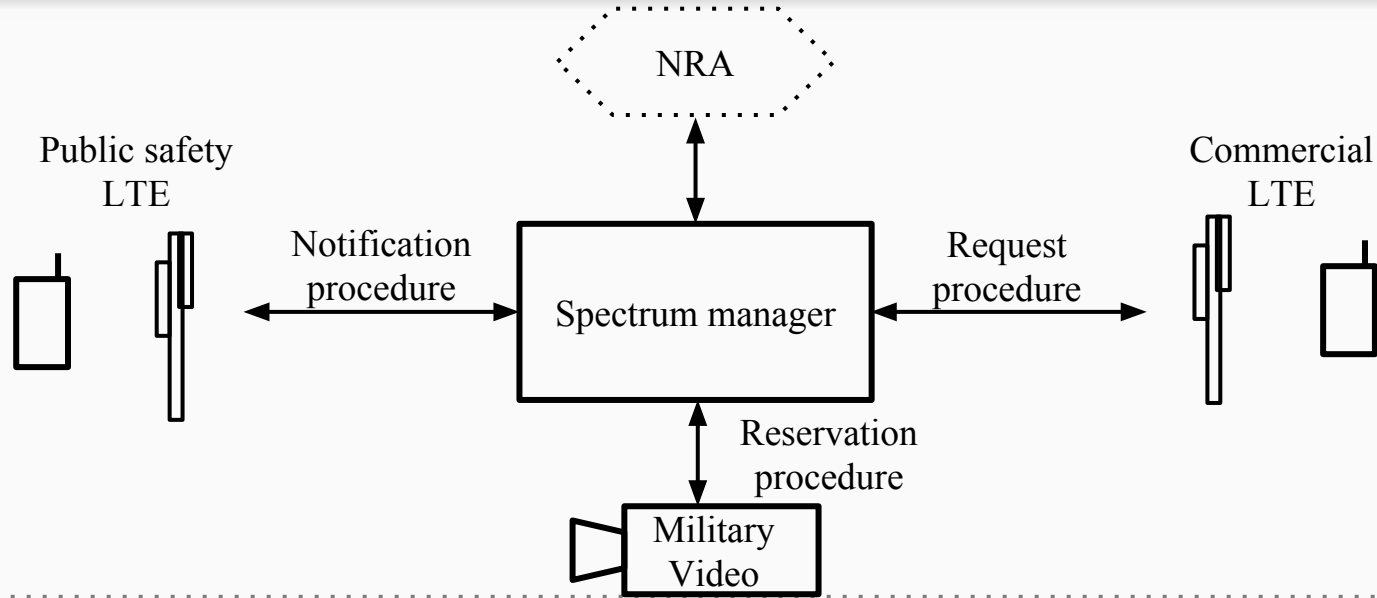 NRA
Public safety
LTE
Commercial
LTE
Notification
procedure
Spectrum manager
Request
procedure
Reservation
procedure
Military
Video